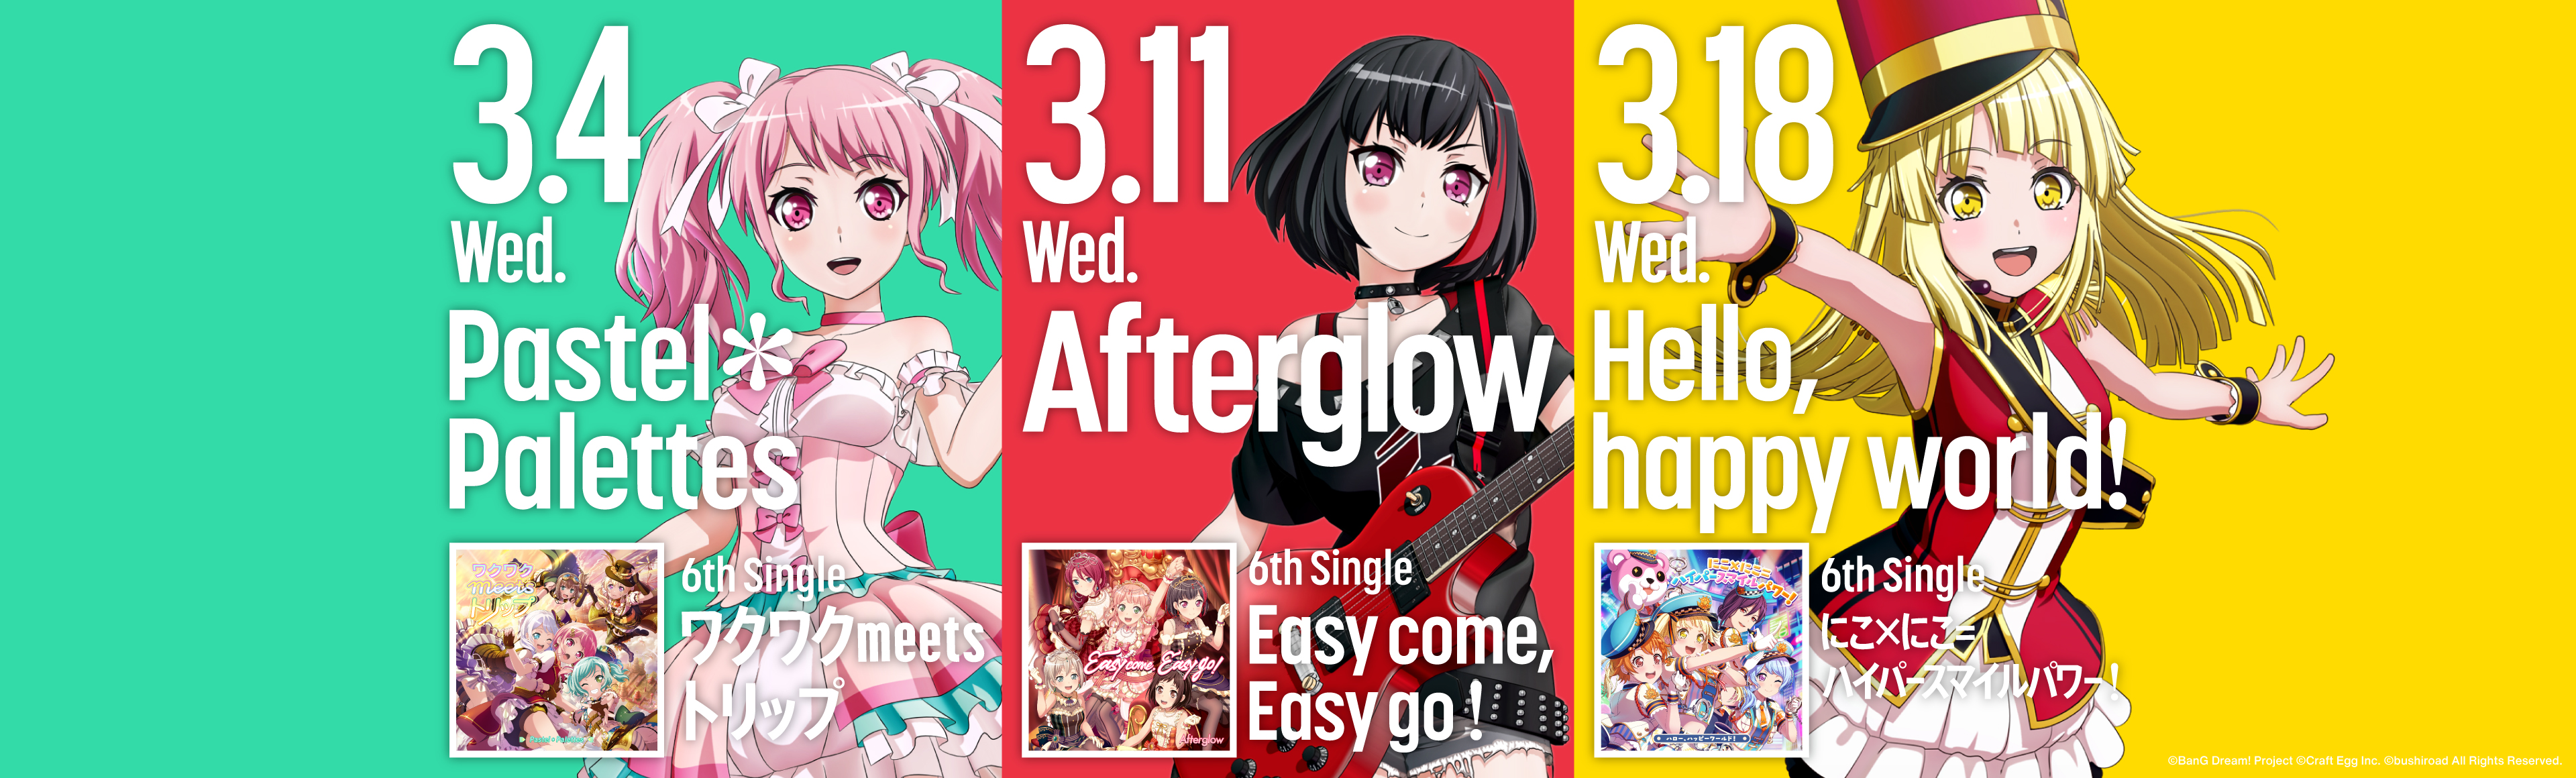 3.4
Wed.
Pastel＊
Palettes
ワクワク
meets
トリップ
6th Single
ワクワクmeets
トリップ
3.11
Wed.
Afterglow
Easy come, Easy go!
Afterglow
6th Single
Easy come,
Easy go！
3.18
Wed.
Hello,
happy world!
にこ×にこ=
ハイパースマイルパワー!
ハロー、ハッピーワールド!
6th Single
にこ×にこ=
ハイパースマイルパワー!
©BanG Dream! Project ©Craft Egg Inc. ©bushiroad All Rights Reserved.